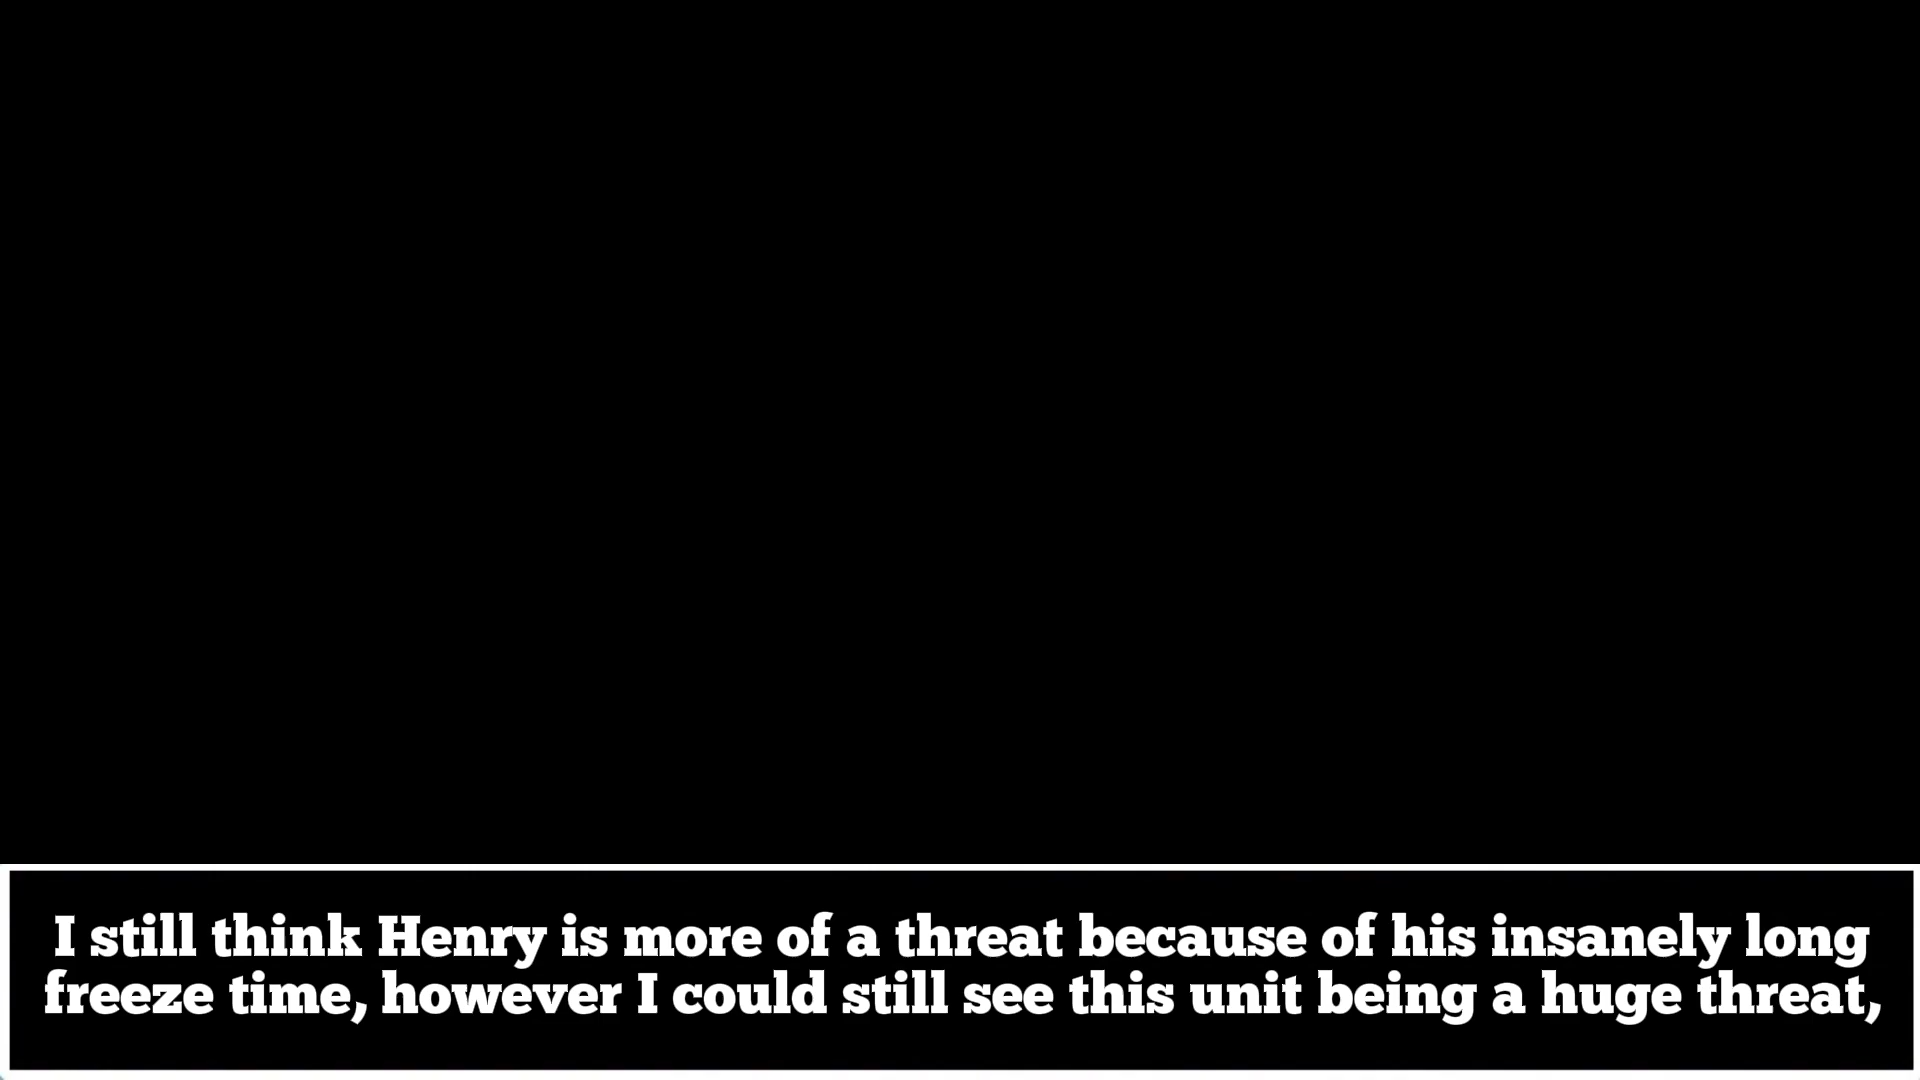 I still think Henry is more of a threat because of his insanely long
freeze time, however I could still see this unit being a huge threat,